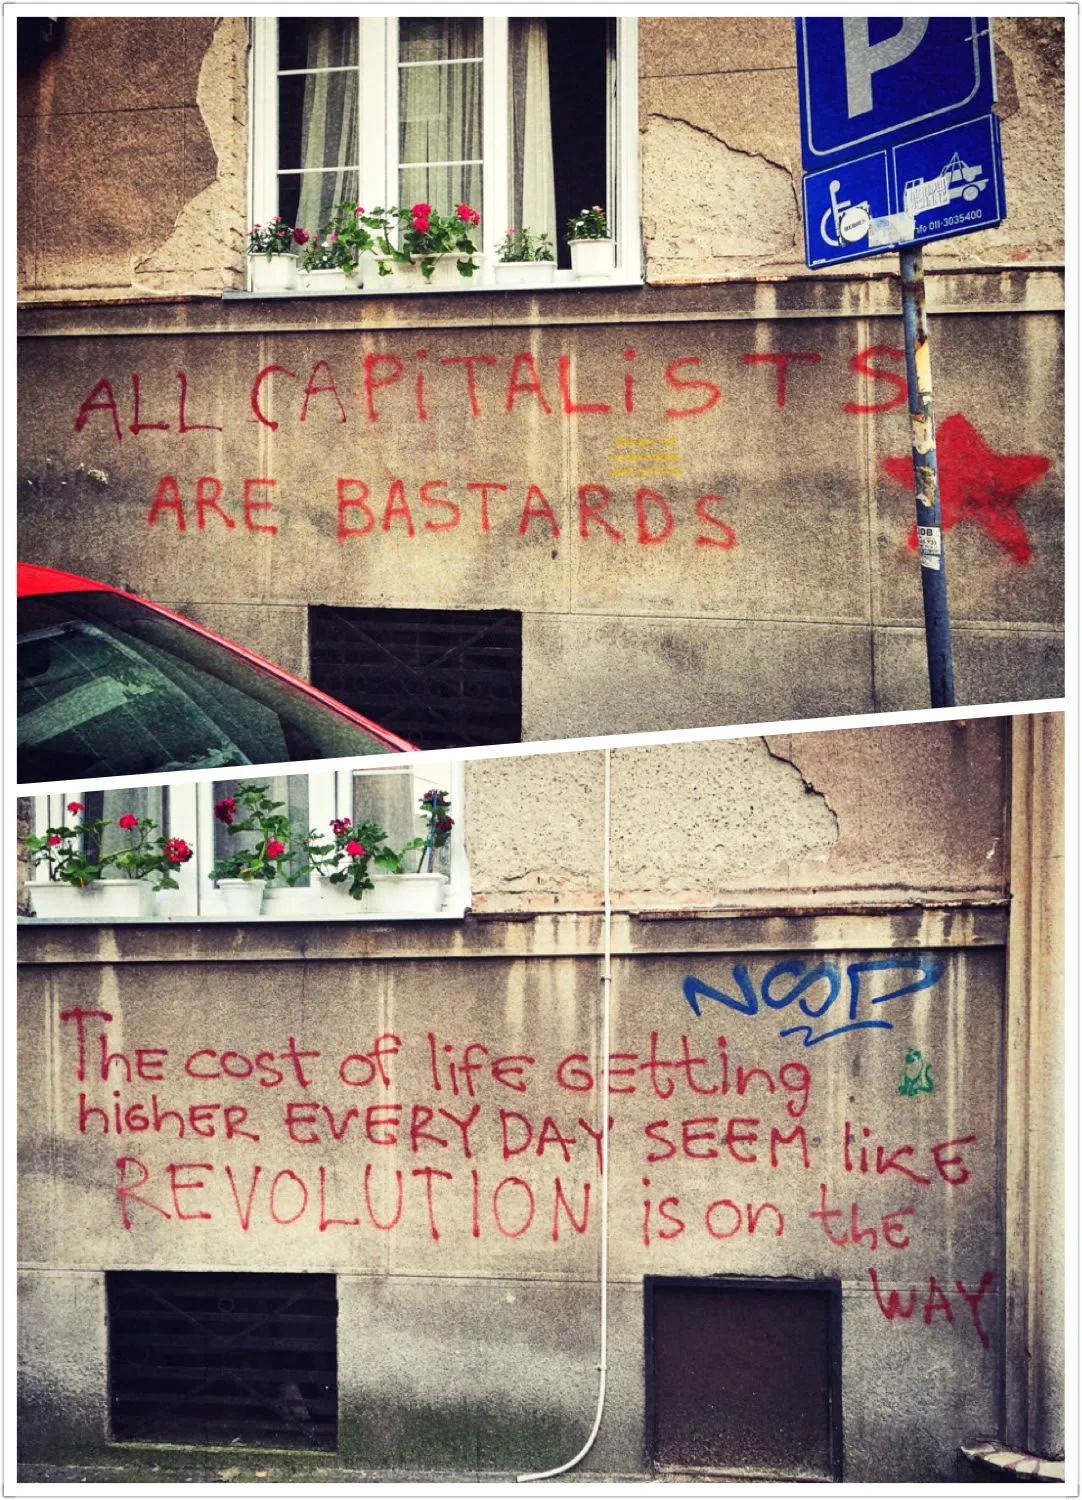 P
info 011-3035400
ALL CAPiTALiSTS
ARE BASTARDS
NOOP
The cost of life GEtting
higher EVERY DAY SEEM like
REVOLUTION is on the
WAY